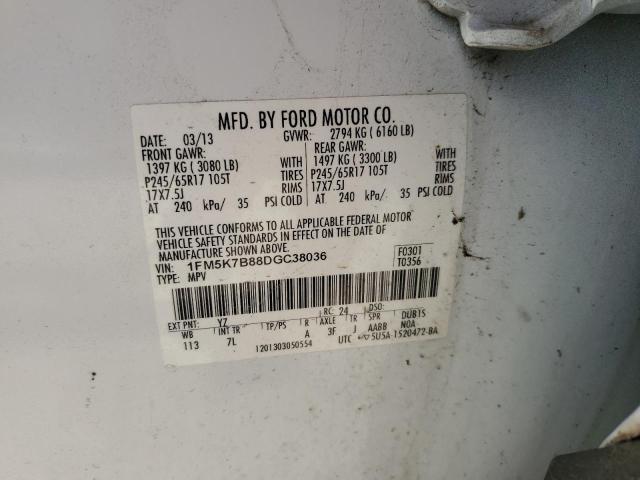 MFD. BY FORD MOTOR CO.
DATE: 03/13 GVWR: 2794 KG ( 6160 LB)
FRONT GAWR: REAR GAWR:
1397 KG ( 3080 LB) WITH 1497 KG ( 3300 LB) WITH
P245/65R17 105T TIRES P245/65R17 105T TIRES
17X7.5J RIMS 17X7.5J RIMS
AT 240 kPa/ 35 PSI COLD AT 240 kPa/ 35 PSI COLD
THIS VEHICLE CONFORMS TO ALL APPLICABLE FEDERAL MOTOR
VEHICLE SAFETY STANDARDS IN EFFECT ON THE DATE OF
MANUFACTURE SHOWN ABOVE.
VIN: 1FM5K7B88DGC38036 F0301
TYPE: MPV T0356
EXT PNT: YZ RC: 24 DSO:
WB INT TR TP/PS R AXLE TR SPR DUB1S
113 7L A 3F J AABB N0A
1201303050554 UTC 5U5A-1520472-BA